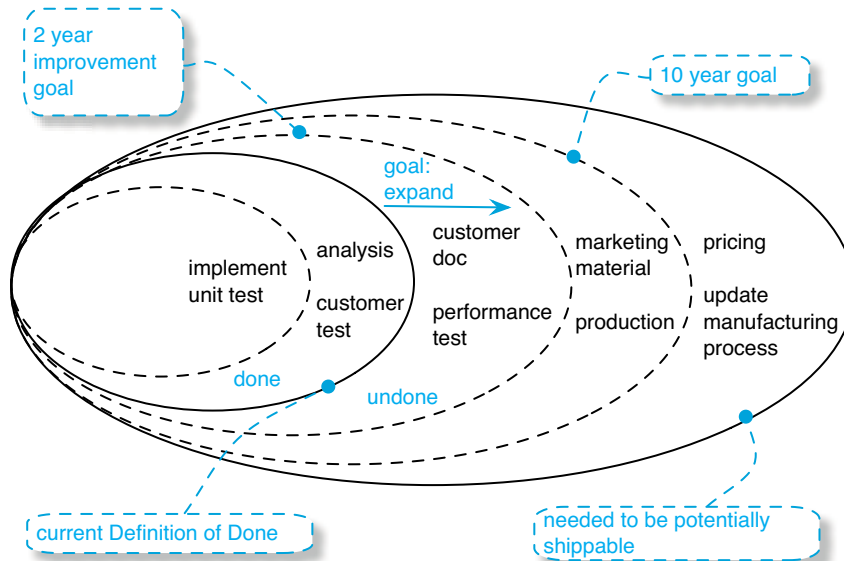 2 year
improvement
goal
10 year goal
goal:
expand
implement
unit test
analysis
customer
test
customer
doc
performance
test
marketing
material
production
pricing
update
manufacturing
process
done
undone
current Definition of Done
needed to be potentially
shippable